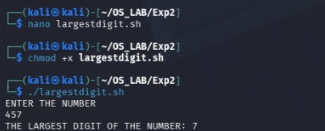 ┌──(kali㉿kali)-[~/OS_LAB/Exp2]
└─$ nano largestdigit.sh
┌──(kali㉿kali)-[~/OS_LAB/Exp2]
└─$ chmod +x largestdigit.sh
┌──(kali㉿kali)-[~/OS_LAB/Exp2]
└─$ ./largestdigit.sh
ENTER THE NUMBER
457
THE LARGEST DIGIT OF THE NUMBER: 7